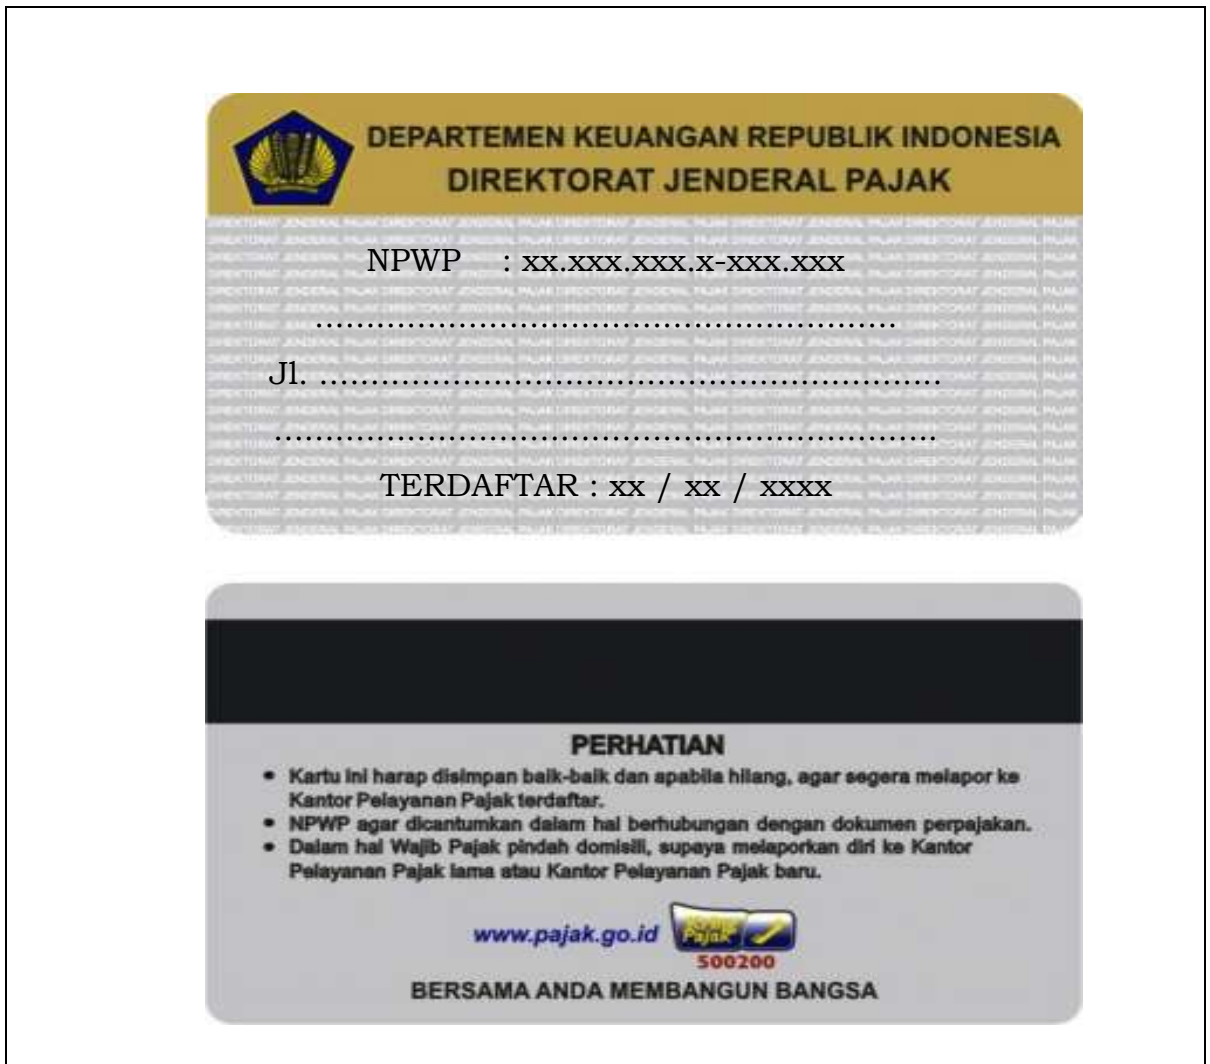 DEPARTEMEN KEUANGAN REPUBLIK INDONESIA
DIREKTORAT JENDERAL PAJAK
NPWP : xx.xxx.xxx.x-xxx.xxx
.........................................................
Jl. .............................................................
.................................................................
TERDAFTAR : xx / xx / xxxx
PERHATIAN
• Kartu ini harap disimpan baik-baik dan apabila hilang, agar segera melapor ke
Kantor Pelayanan Pajak terdaftar.
• NPWP agar dicantumkan dalam hal berhubungan dengan dokumen perpajakan.
• Dalam hal Wajib Pajak pindah domisili, supaya melaporkan diri ke Kantor
Pelayanan Pajak lama atau Kantor Pelayanan Pajak baru.
www.pajak.go.id
Pajak
500200
BERSAMA ANDA MEMBANGUN BANGSA